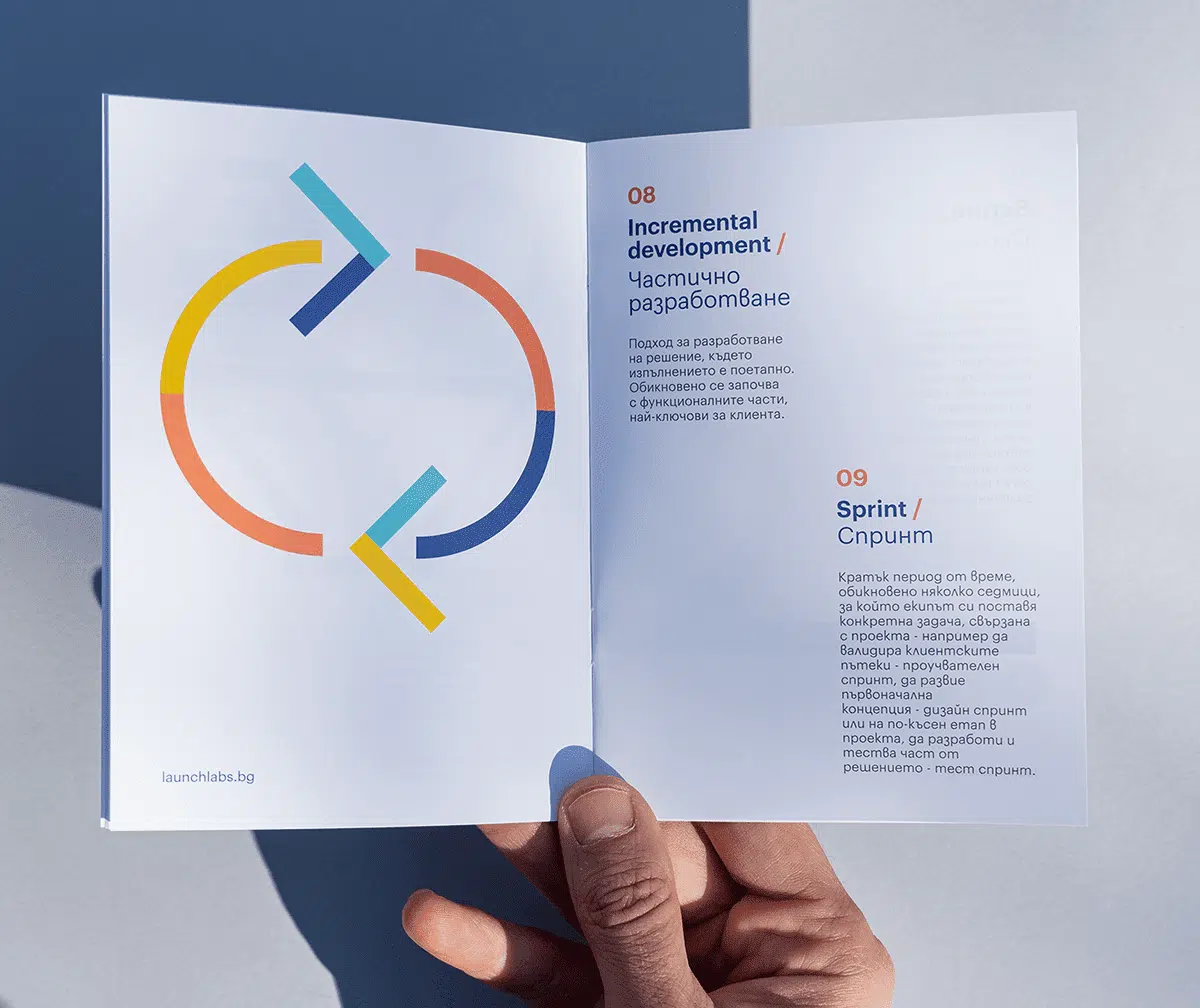 launchlabs.bg
08
Incremental
development /
Частично
разработване
Подход за разработване
на решение, където
изпълнението е поетапно.
Обикновено се започва
с функционалните части,
най-ключови за клиента.
09
Sprint /
Спринт
Кратък период от време,
обикновено няколко седмици,
за който екипът си поставя
конкретна задача, свързана
с проекта - например да
валидира клиентските
пътеки - проучвателен
спринт, да развие
първоначална
концепция - дизайн спринт
или на по-късен етап в
проекта, да разработи и
тества част от
решението - тест спринт.